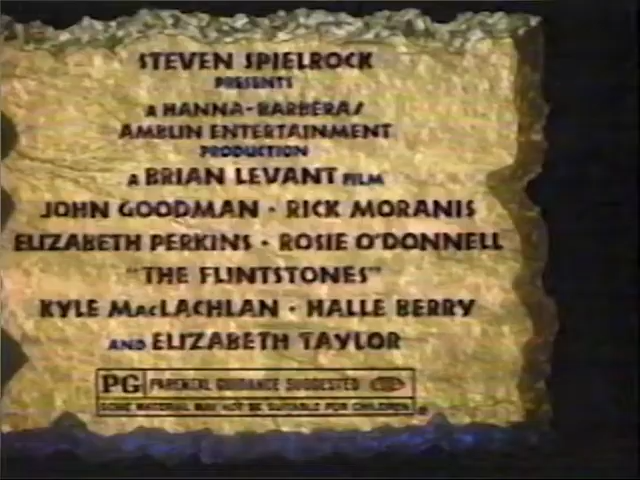 STEVEN SPIELROCK
PRESENTS
A HANNA-BARBERA/
AMBLIN ENTERTAINMENT
PRODUCTION
A BRIAN LEVANT FILM
JOHN GOODMAN · RICK MORANIS
ELIZABETH PERKINS · ROSIE O'DONNELL
"THE FLINTSTONES"
KYLE MacLACHLAN · HALLE BERRY
AND ELIZABETH TAYLOR
PG PARENTAL GUIDANCE SUGGESTED
SOME MATERIAL MAY NOT BE SUITABLE FOR CHILDREN